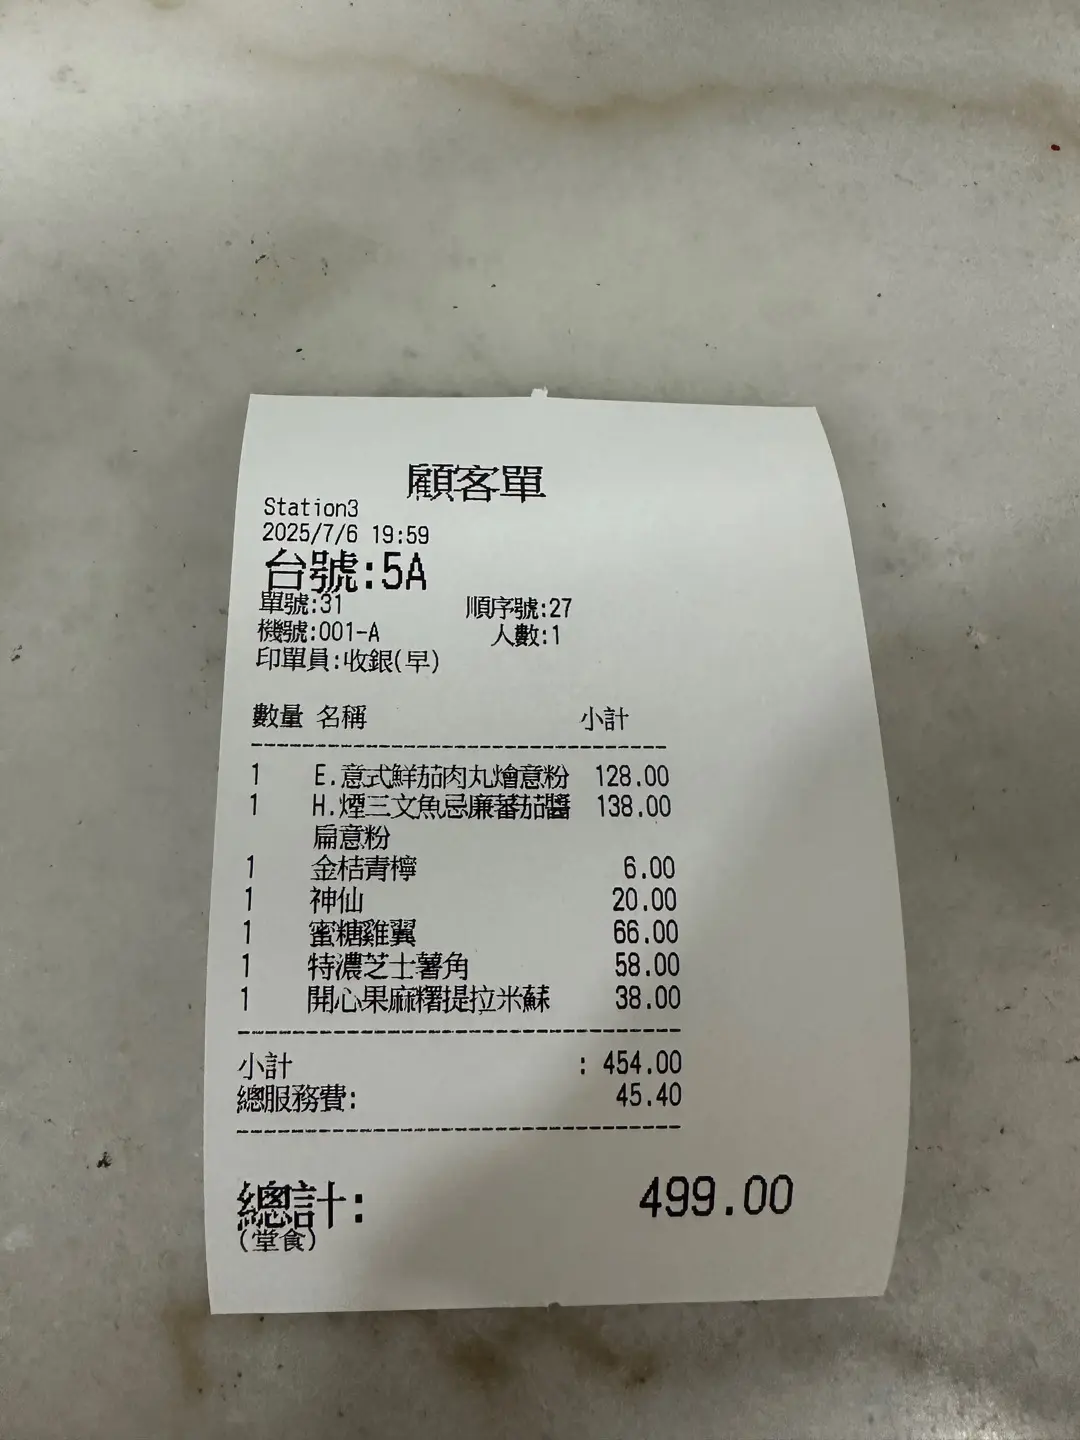 顧客單
Station3
2025/7/6 19:59
台號:5A
單號:31 順序號:27
機號:001-A 人數:1
印單員:收銀(早)
數量 名稱 小計
1 E.意式鮮茄肉丸燴意粉 128.00
1 H.煙三文魚忌廉蕃茄醬 138.00
扁意粉
1 金桔青檸 6.00
1 神仙 20.00
1 蜜糖雞翼 66.00
1 特濃芝士薯角 58.00
1 開心果麻糬提拉米蘇 38.00
小計 : 454.00
總服務費: 45.40
總計: 499.00
(堂食)